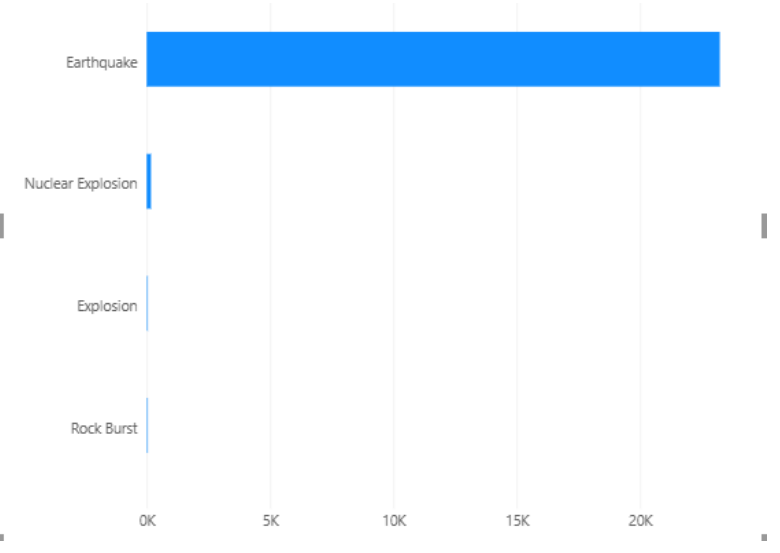 Earthquake
Nuclear Explosion
Explosion
Rock Burst
0K 5K 10K 15K 20K